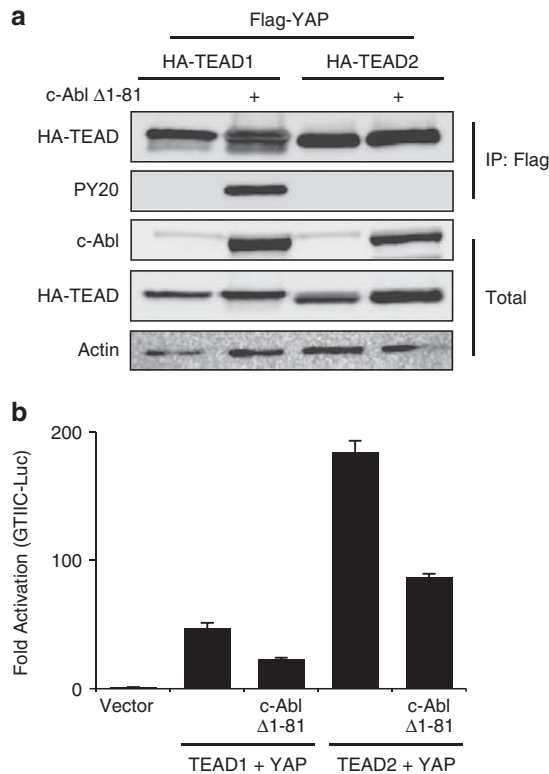 a
Flag-YAP
HA-TEAD1 HA-TEAD2
c-Abl Δ1-81 + +
HA-TEAD
PY20
IP: Flag
c-Abl
HA-TEAD
Actin
Total
b
Fold Activation (GTIIC-Luc)
200
100
0
Vector c-Abl c-Abl
Δ1-81 Δ1-81
TEAD1 + YAP TEAD2 + YAP